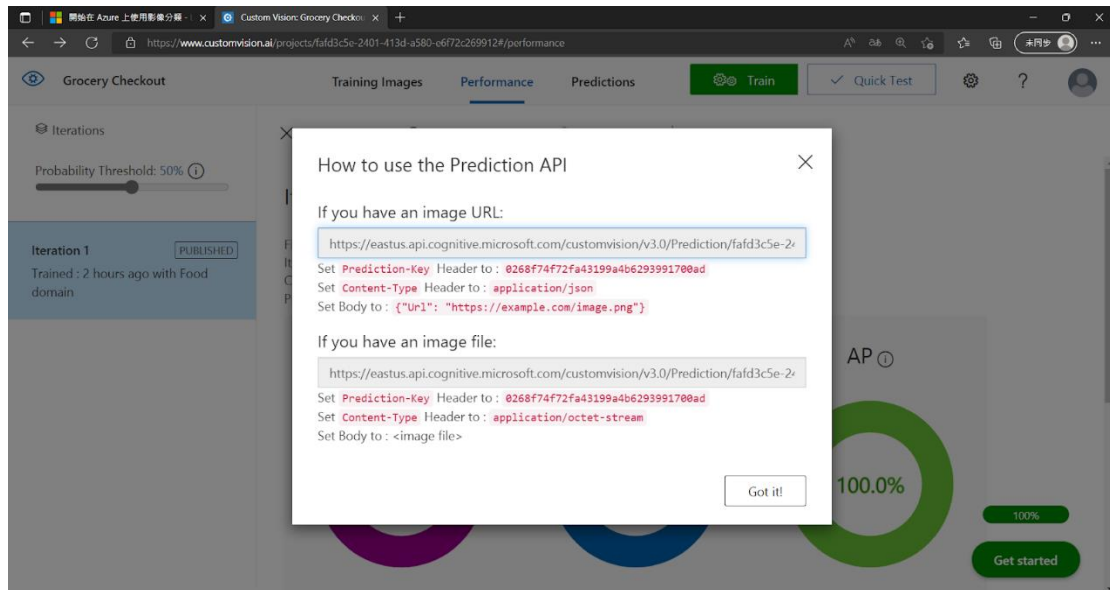 開始在 Azure 上使用影像分類 -
Custom Vision: Grocery Checkou
https://www.customvision.ai/projects/fafd3c5e-2401-413d-a580-e6f72c269912#/performance
未同步
Grocery Checkout
Training Images
Performance
Predictions
Train
Quick Test
?
Iterations
Probability Threshold: 50%
Iteration 1
PUBLISHED
Trained : 2 hours ago with Food
domain
How to use the Prediction API
If you have an image URL:
https://eastus.api.cognitive.microsoft.com/customvision/v3.0/Prediction/fafd3c5e-24
Set Prediction-Key Header to : 0268f74f72fa43199a4b6293991700ad
Set Content-Type Header to : application/json
Set Body to : {"Url": "https://example.com/image.png"}
If you have an image file:
https://eastus.api.cognitive.microsoft.com/customvision/v3.0/Prediction/fafd3c5e-24
Set Prediction-Key Header to : 0268f74f72fa43199a4b6293991700ad
Set Content-Type Header to : application/octet-stream
Set Body to : <image file>
Got it!
AP
100.0%
100%
Get started